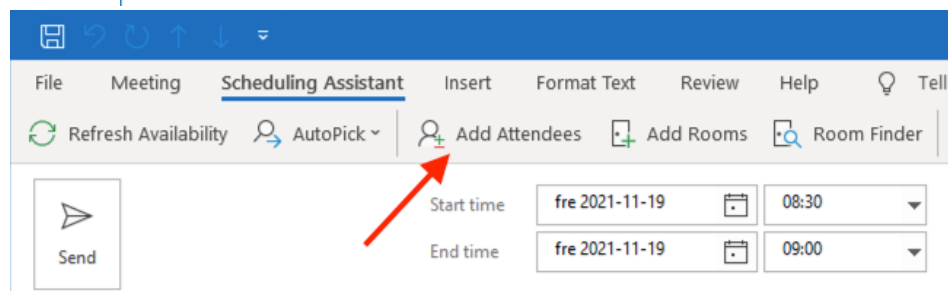 File Meeting Scheduling Assistant Insert Format Text Review Help Tell
Refresh Availability AutoPick Add Attendees Add Rooms Room Finder
Send
Start time fre 2021-11-19 08:30
End time fre 2021-11-19 09:00